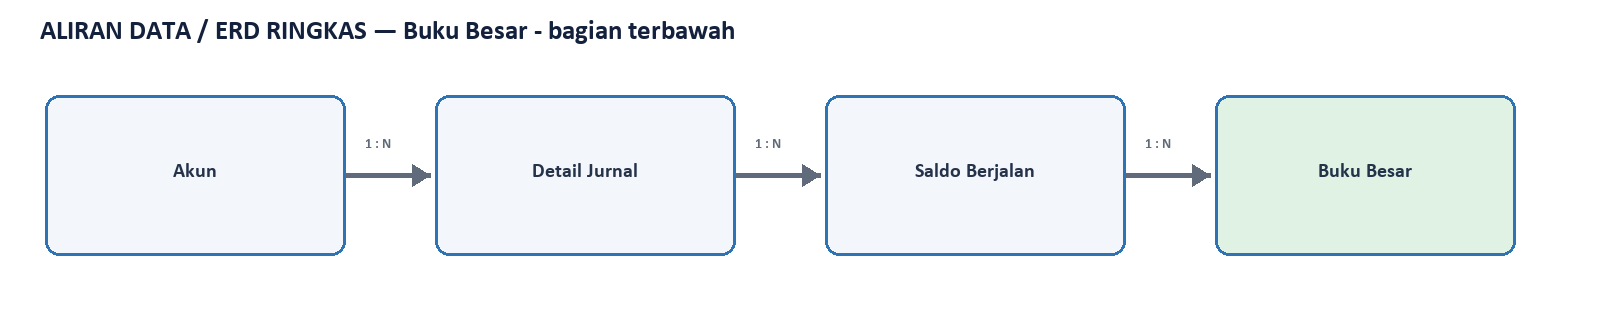 ALIRAN DATA / ERD RINGKAS — Buku Besar - bagian terbawah
Akun
1 : N
Detail Jurnal
1 : N
Saldo Berjalan
1 : N
Buku Besar